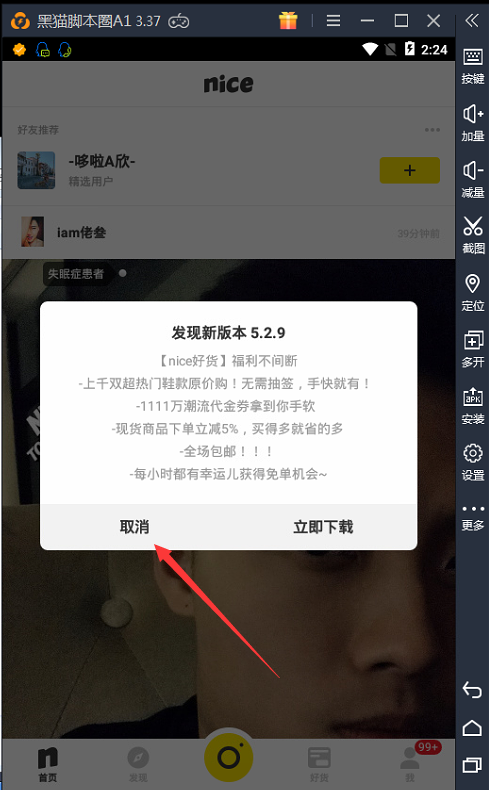 黑猫脚本圈A1 3.37
2:24
nice
好友推荐
-哆啦A欣-
精选用户
iam佬叁
39分钟前
失眠症患者
发现新版本 5.2.9
【nice好货】福利不间断
-上千双超热门鞋款原价购！无需抽签，手快就有！
-1111万潮流代金券拿到你手软
-现货商品下单立减5%，买得多就省的多
-全场包邮！！！
-每小时都有幸运儿获得免单机会~
取消
立即下载
n
首页
发现
好货
99+
我
按键
加量
减量
截图
定位
多开
APK
安装
设置
更多